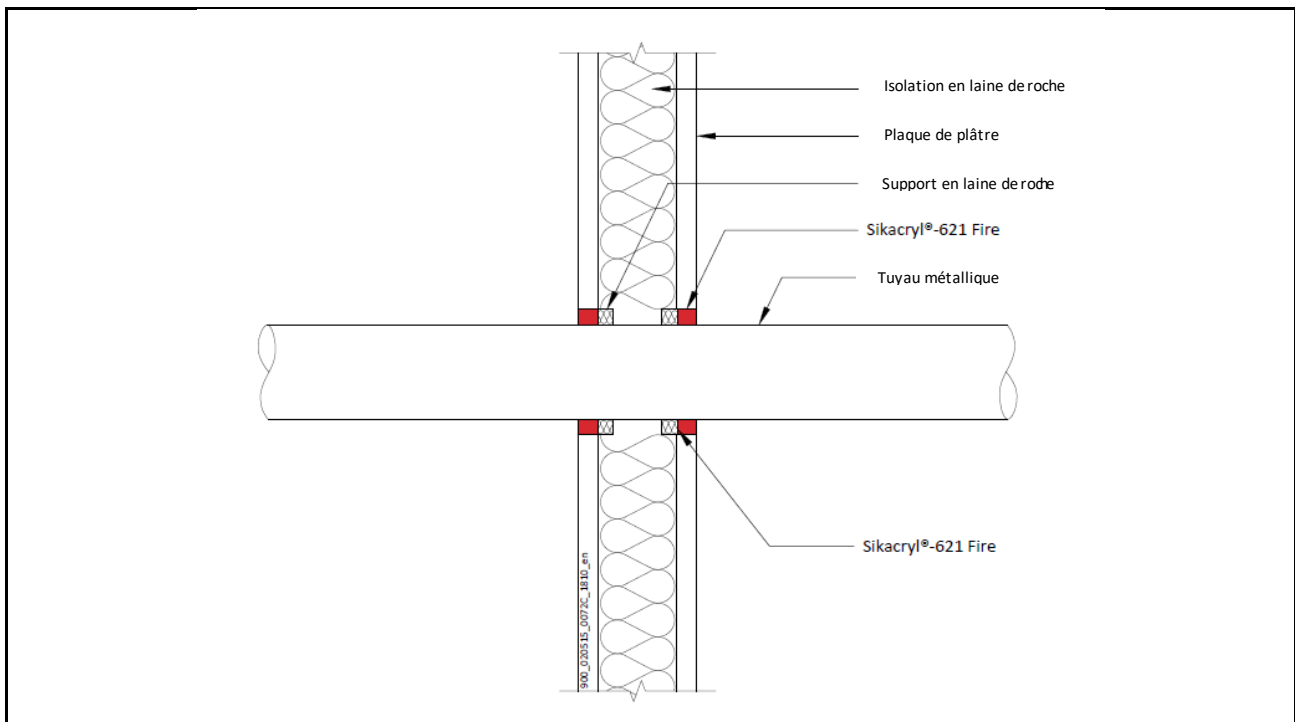 Isolation en laine de roche
Plaque de plâtre
Support en laine de roche
Sikacryl®-621 Fire
Tuyau métallique
Sikacryl®-621 Fire
900_020515_0072C_1810_en